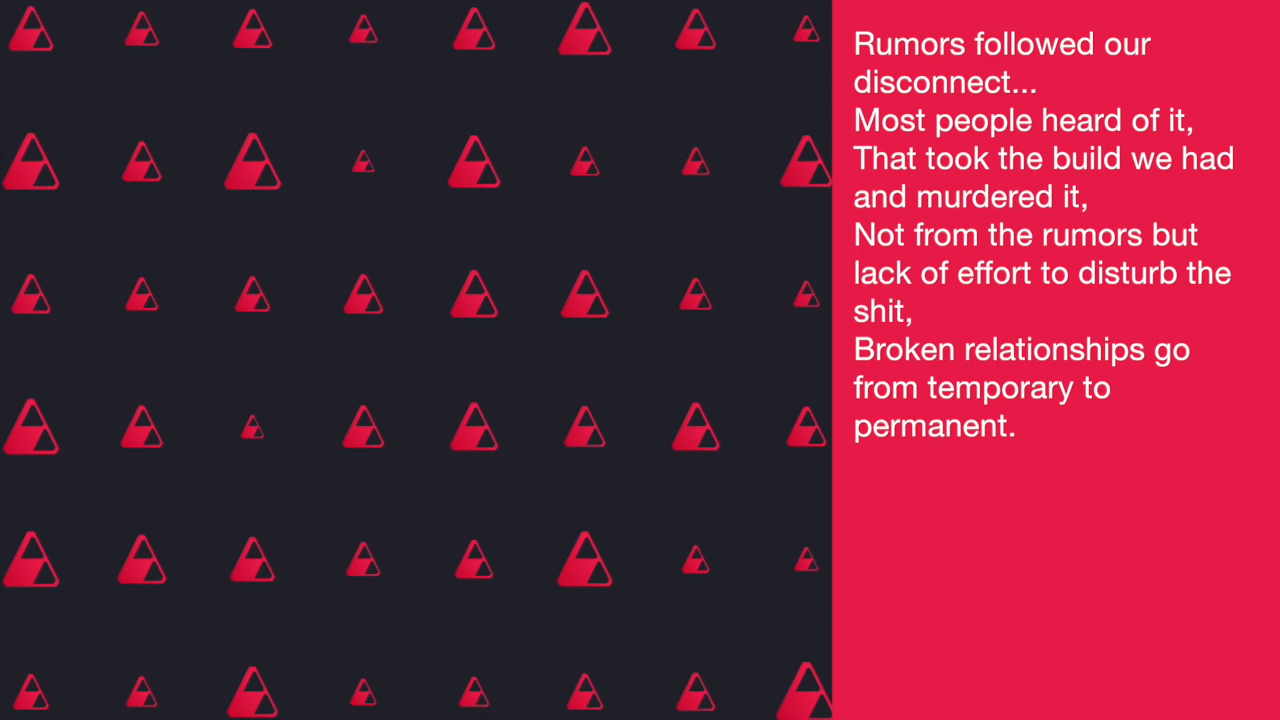 Rumors followed our
disconnect...
Most people heard of it,
That took the build we had
and murdered it,
Not from the rumors but
lack of effort to disturb the
shit,
Broken relationships go
from temporary to
permanent.